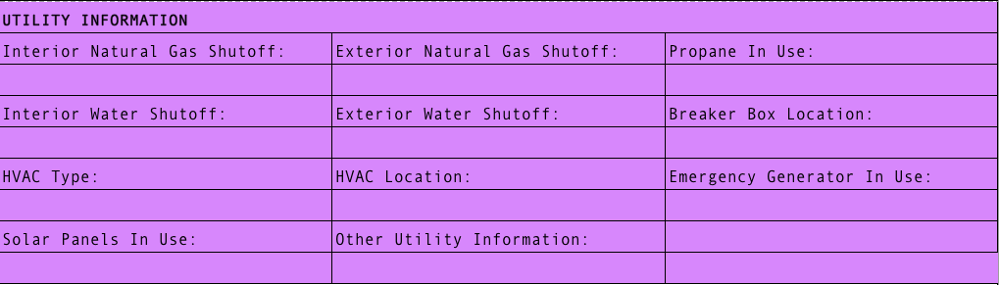 UTILITY INFORMATION
Interior Natural Gas Shutoff: Exterior Natural Gas Shutoff: Propane In Use:
Interior Water Shutoff: Exterior Water Shutoff: Breaker Box Location:
HVAC Type: HVAC Location: Emergency Generator In Use:
Solar Panels In Use: Other Utility Information: